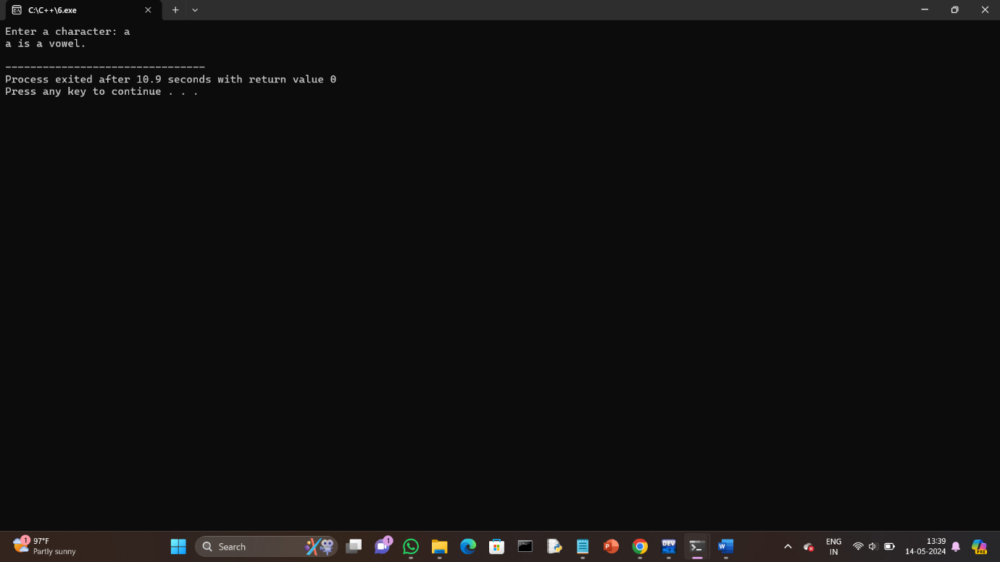 C:\C++\6.exe
Enter a character: a
a is a vowel.
--------------------------------
Process exited after 10.9 seconds with return value 0
Press any key to continue . . .
1
97°F
Partly sunny
Search
1
DEV
ENG
IN
13:39
14-05-2024
PRE